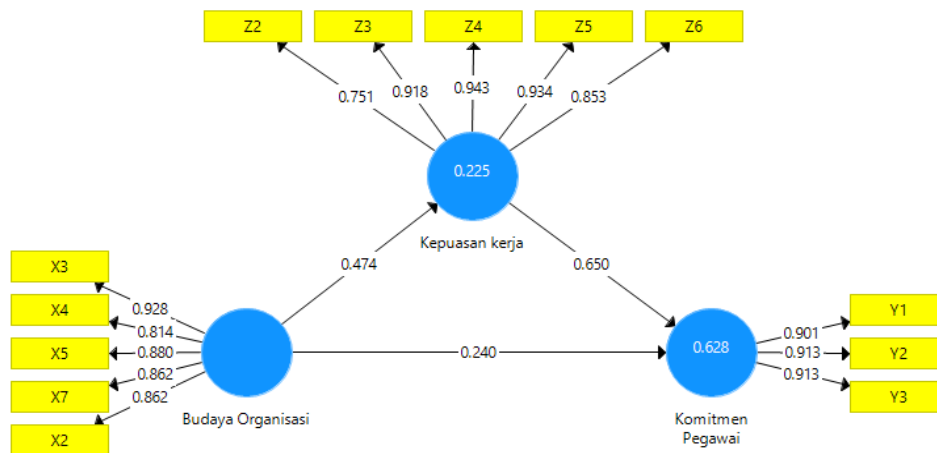 Z2
Z3
Z4
Z5
Z6
0.751
0.918
0.943
0.934
0.853
0.225
Kepuasan kerja
0.474
0.650
X3
X4
X5
X7
X2
0.928
0.814
0.880
0.862
0.862
Budaya Organisasi
0.240
0.628
Komitmen
Pegawai
0.901
0.913
0.913
Y1
Y2
Y3